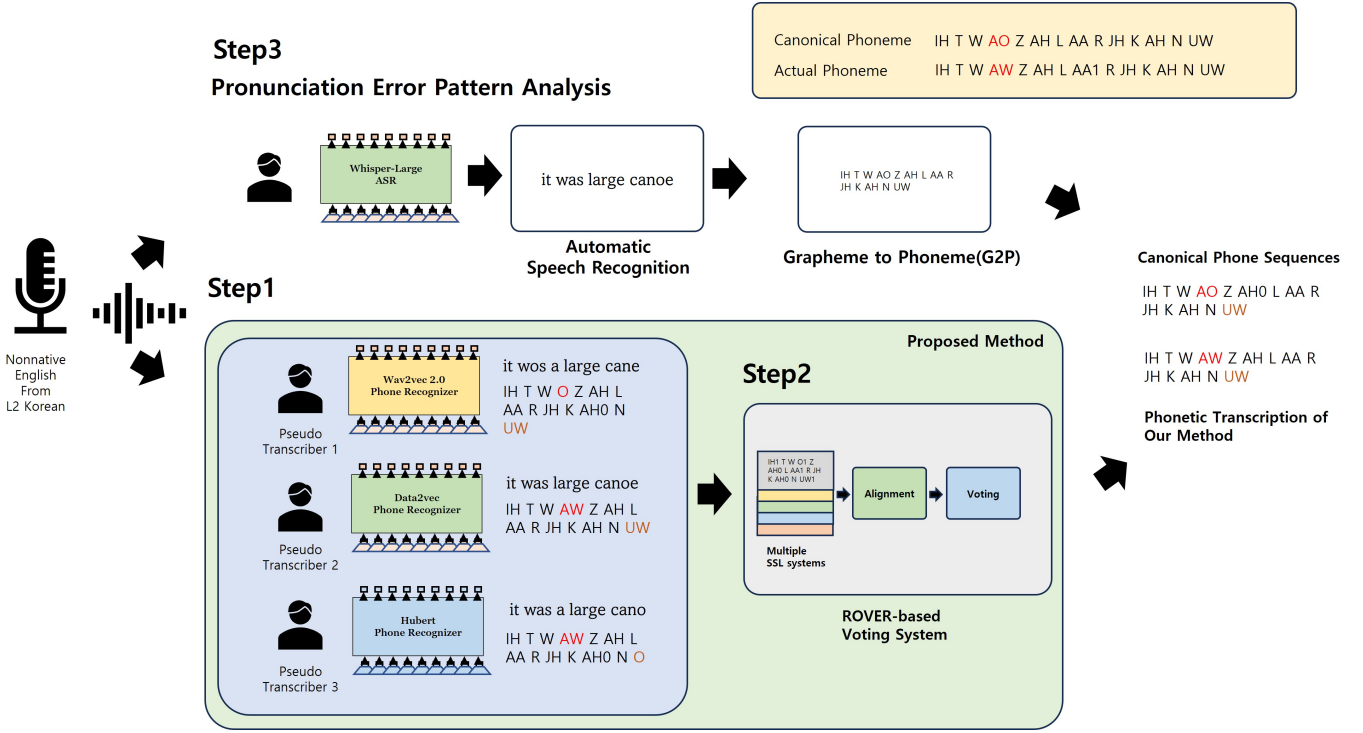 Step3
Pronunciation Error Pattern Analysis
Canonical Phoneme IH T W AO Z AH L AA R JH K AH N UW
Actual Phoneme IH T W AW Z AH L AA1 R JH K AH N UW
Whisper-Large
ASR
it was large canoe
Automatic
Speech Recognition
IH T W AO Z AH L AA R
JH K AH N UW
Grapheme to Phoneme(G2P)
Nonnative
English
From
L2 Korean
Step1
Proposed Method
Wav2vec 2.0
Phone Recognizer
Pseudo
Transcriber 1
it wos a large cane
IH T W O Z AH L
AA R JH K AH0 N
UW
Data2vec
Phone Recognizer
Pseudo
Transcriber 2
it was large canoe
IH T W AW Z AH L
AA R JH K AH N UW
Hubert
Phone Recognizer
Pseudo
Transcriber 3
it was a large cano
IH T W AW Z AH L
AA R JH K AH0 N O
Step2
IH1 T W O1 Z
AH0 L AA1 R JH
K AH0 N UW1
Multiple
SSL systems
Alignment
Voting
ROVER-based
Voting System
Canonical Phone Sequences
IH T W AO Z AH0 L AA R
JH K AH N UW
IH T W AW Z AH L AA R
JH K AH N UW
Phonetic Transcription of
Our Method